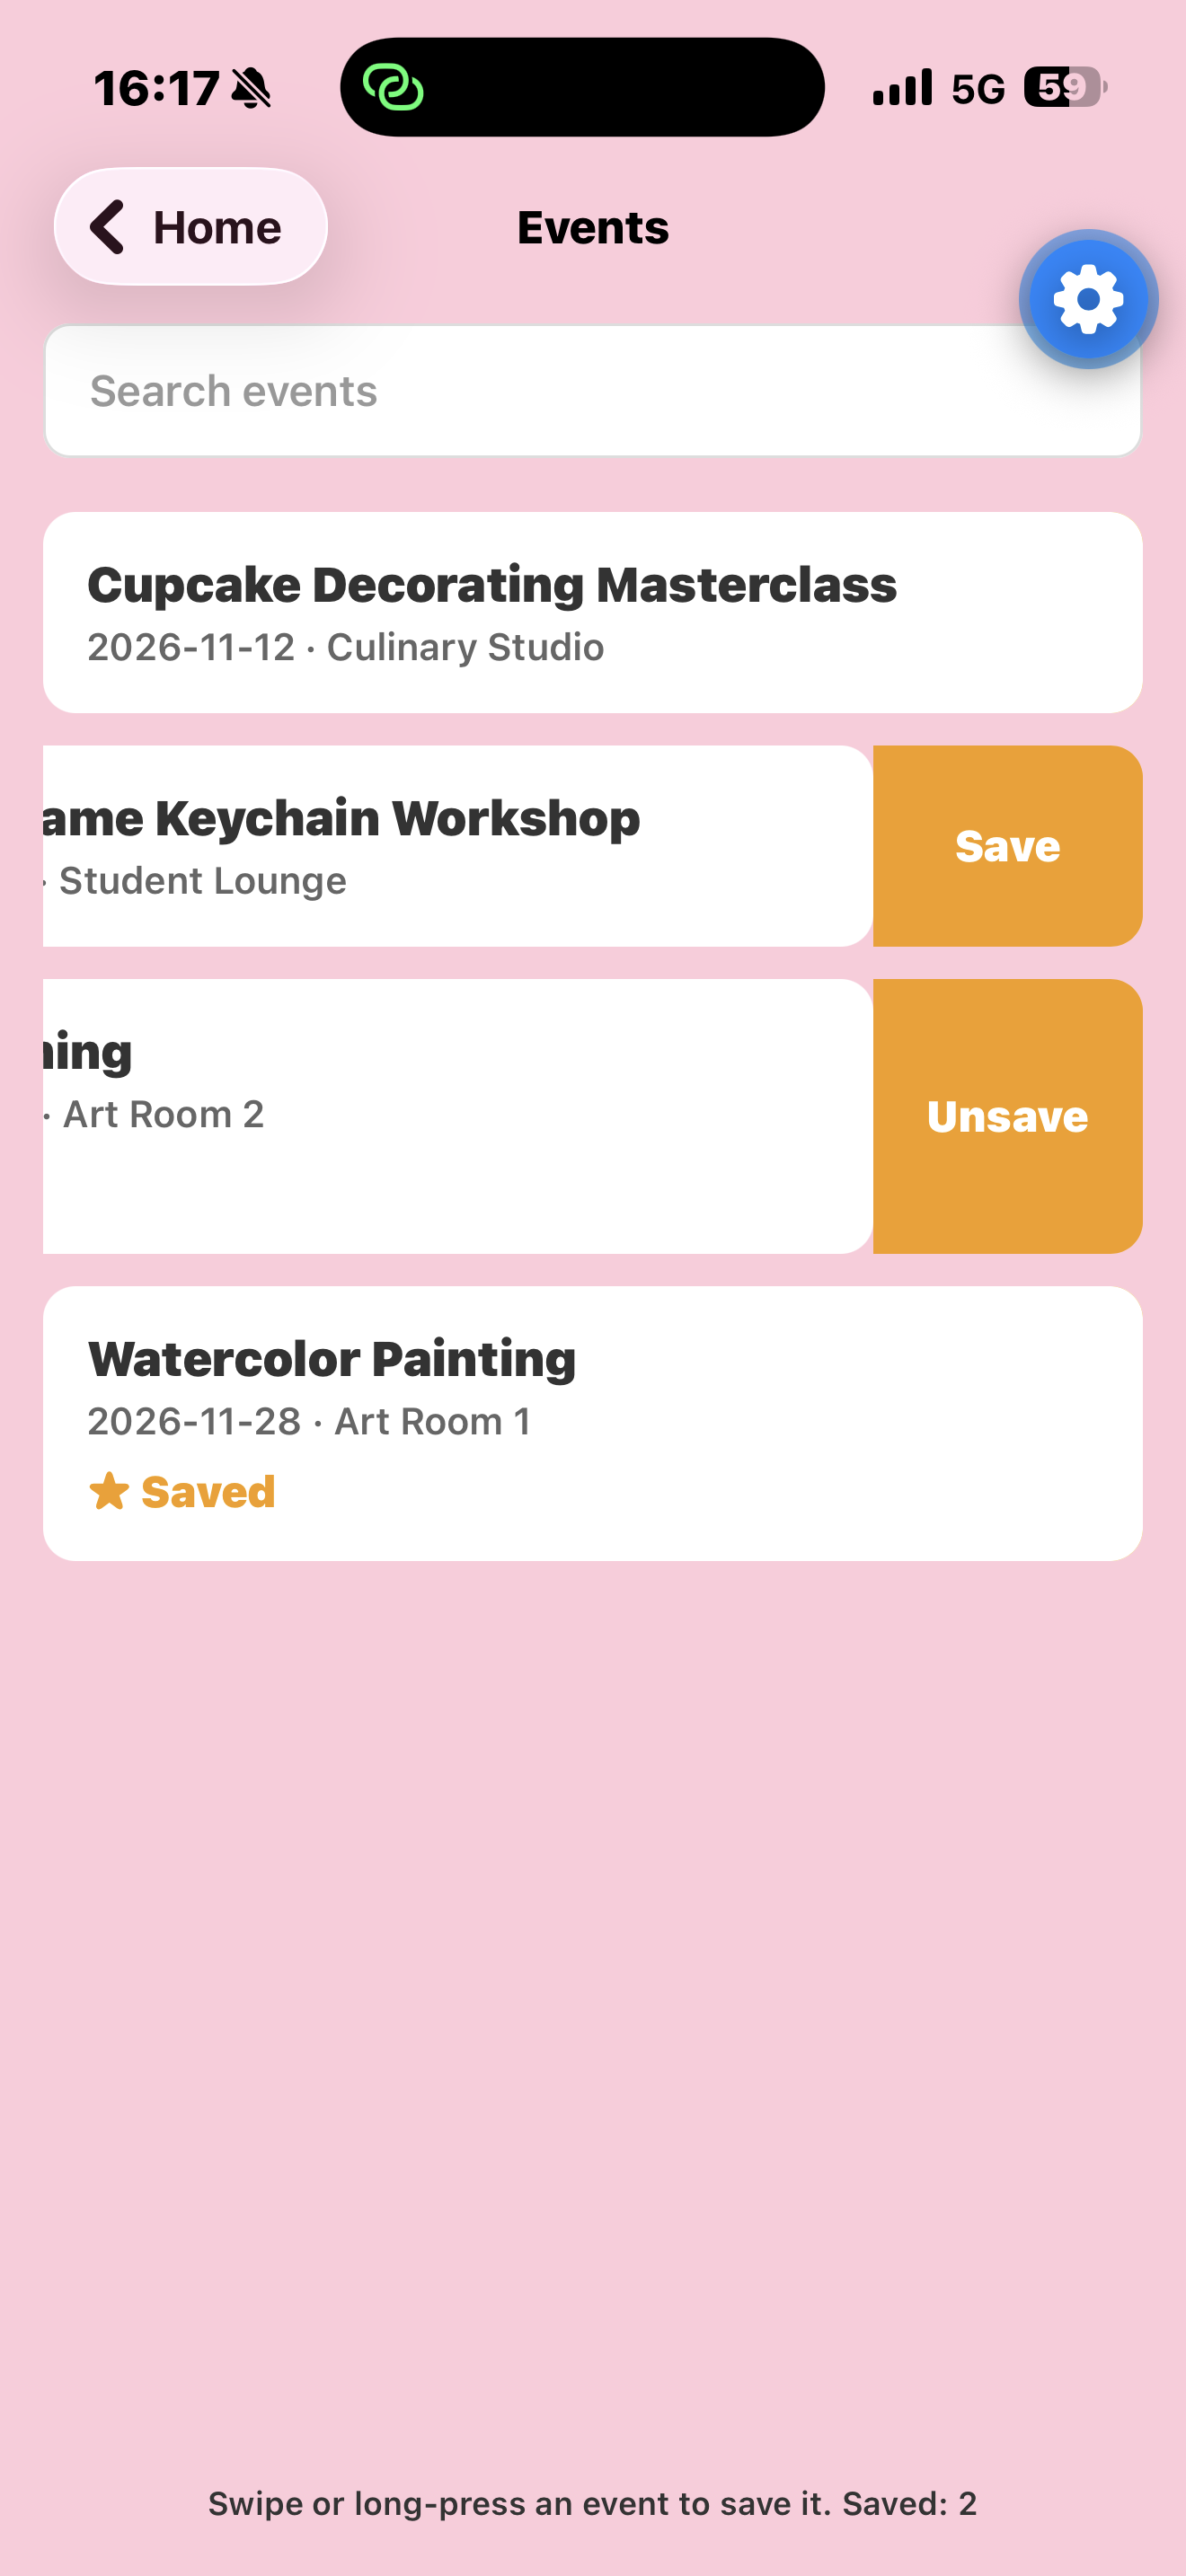 16:17
5G
59
Home
Events
Search events
Cupcake Decorating Masterclass
2026-11-12 · Culinary Studio
Keychain Workshop
· Student Lounge
Save
· Art Room 2
Unsave
Watercolor Painting
2026-11-28 · Art Room 1
Saved
Swipe or long-press an event to save it. Saved: 2